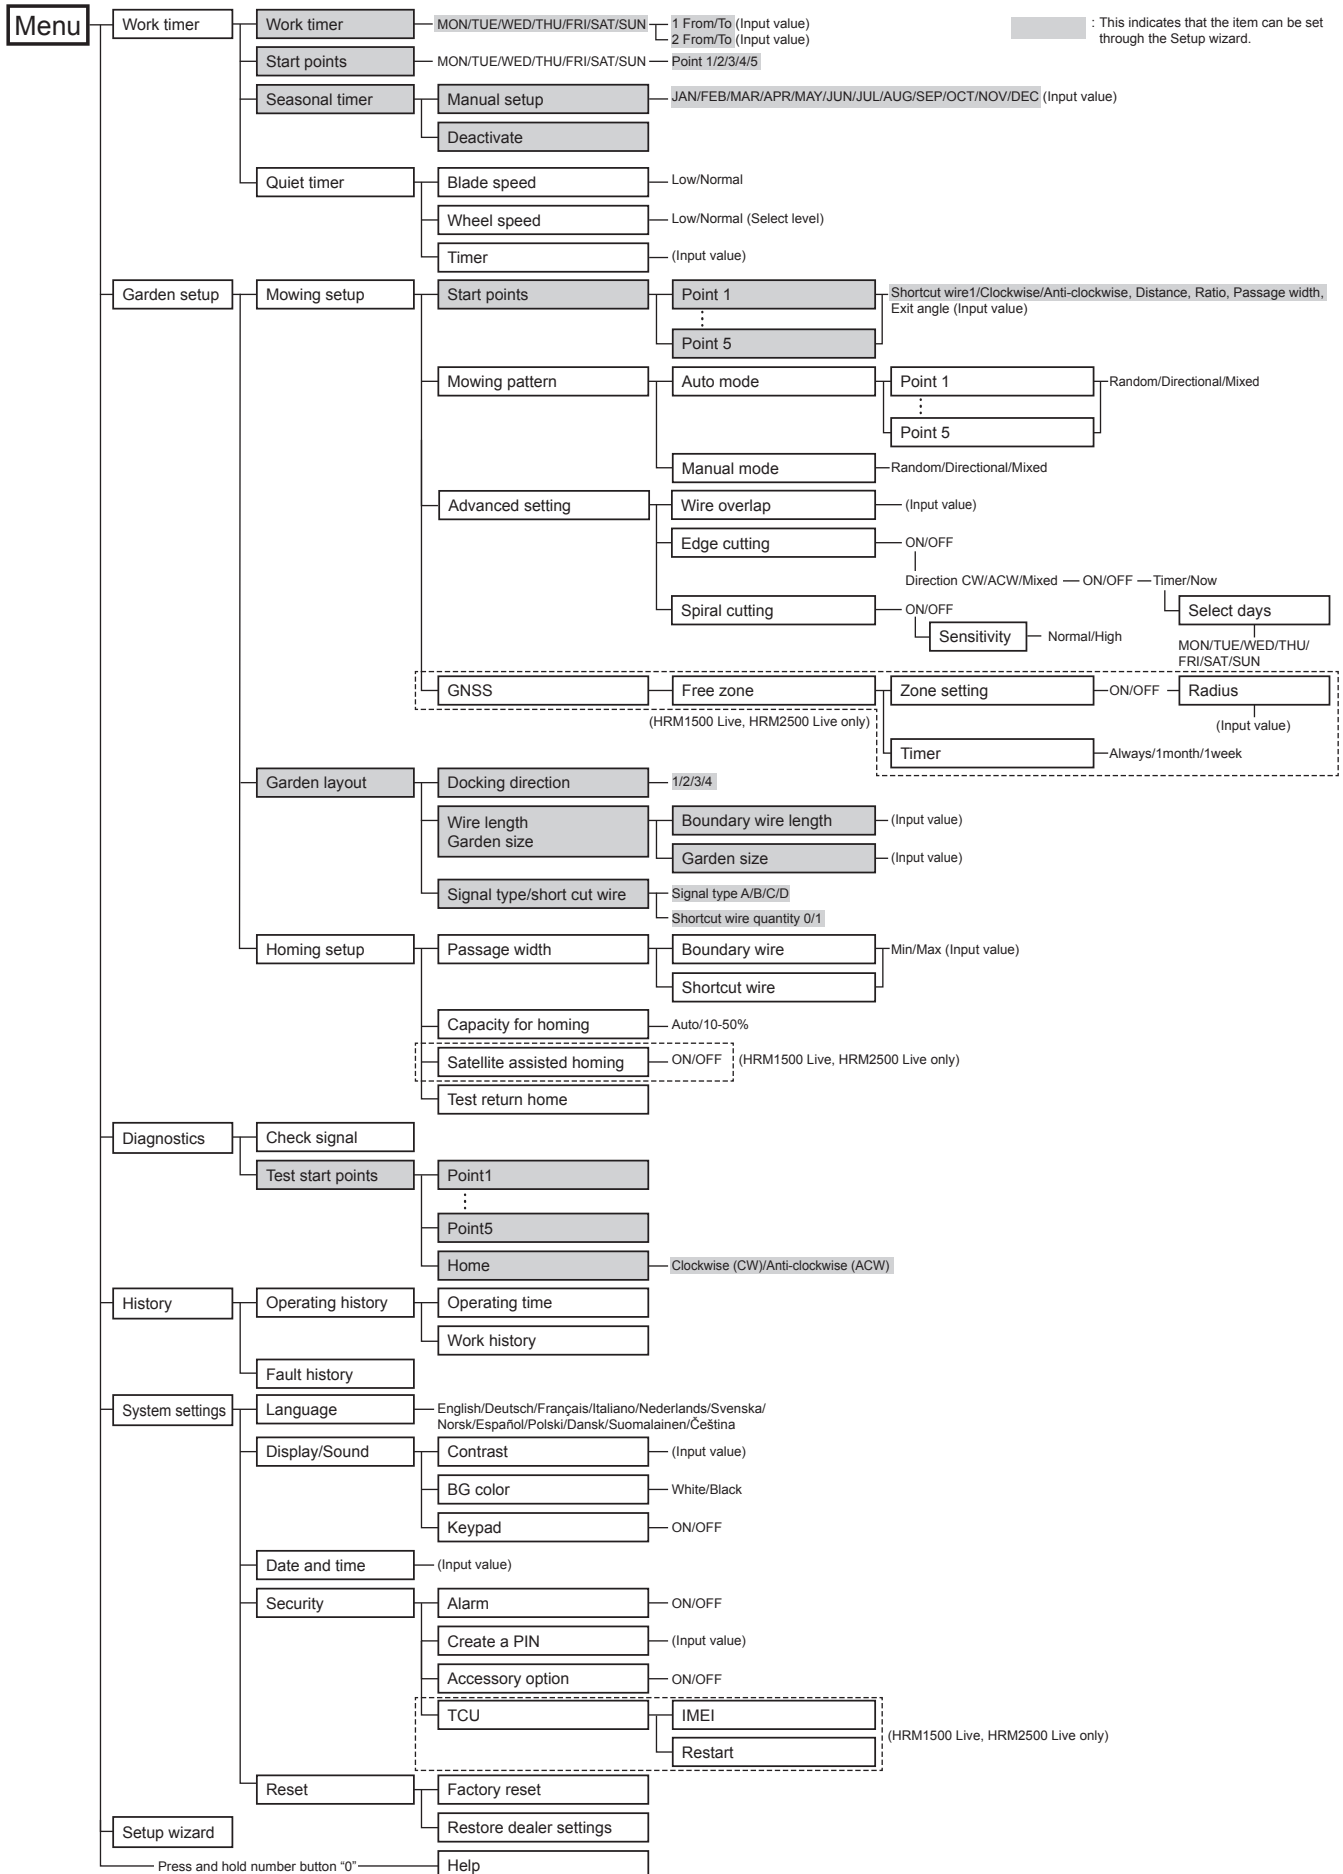 Menu
Work timer
Work timer
MON/TUE/WED/THU/FRI/SAT/SUN
1 From/To (Input value)
2 From/To (Input value)
: This indicates that the item can be set
through the Setup wizard.
Start points
MON/TUE/WED/THU/FRI/SAT/SUN
Point 1/2/3/4/5
Seasonal timer
Manual setup
JAN/FEB/MAR/APR/MAY/JUN/JUL/AUG/SEP/OCT/NOV/DEC (Input value)
Deactivate
Quiet timer
Blade speed
Low/Normal
Wheel speed
Low/Normal (Select level)
Timer
(Input value)
Garden setup
Mowing setup
Start points
Point 1
Shortcut wire1/Clockwise/Anti-clockwise, Distance, Ratio, Passage width,
Exit angle (Input value)
Point 5
Mowing pattern
Auto mode
Point 1
Random/Directional/Mixed
Point 5
Manual mode
Random/Directional/Mixed
Advanced setting
Wire overlap
(Input value)
Edge cutting
ON/OFF
Direction CW/ACW/Mixed
ON/OFF
Timer/Now
Select days
MON/TUE/WED/THU/
FRI/SAT/SUN
Spiral cutting
ON/OFF
Sensitivity
Normal/High
GNSS
Free zone
Zone setting
ON/OFF
Radius
(Input value)
(HRM1500 Live, HRM2500 Live only)
Timer
Always/1month/1week
Garden layout
Docking direction
1/2/3/4
Wire length
Garden size
Boundary wire length
(Input value)
Garden size
(Input value)
Signal type/short cut wire
Signal type A/B/C/D
Shortcut wire quantity 0/1
Homing setup
Passage width
Boundary wire
Min/Max (Input value)
Shortcut wire
Capacity for homing
Auto/10-50%
Satellite assisted homing
ON/OFF
(HRM1500 Live, HRM2500 Live only)
Test return home
Diagnostics
Check signal
Test start points
Point1
Point5
Home
Clockwise (CW)/Anti-clockwise (ACW)
History
Operating history
Operating time
Work history
Fault history
System settings
Language
English/Deutsch/Français/Italiano/Nederlands/Svenska/
Norsk/Español/Polski/Dansk/Suomalainen/Čeština
Display/Sound
Contrast
(Input value)
BG color
White/Black
Keypad
ON/OFF
Date and time
(Input value)
Security
Alarm
ON/OFF
Create a PIN
(Input value)
Accessory option
ON/OFF
TCU
IMEI
(HRM1500 Live, HRM2500 Live only)
Restart
Reset
Factory reset
Restore dealer settings
Setup wizard
Press and hold number button “0”
Help